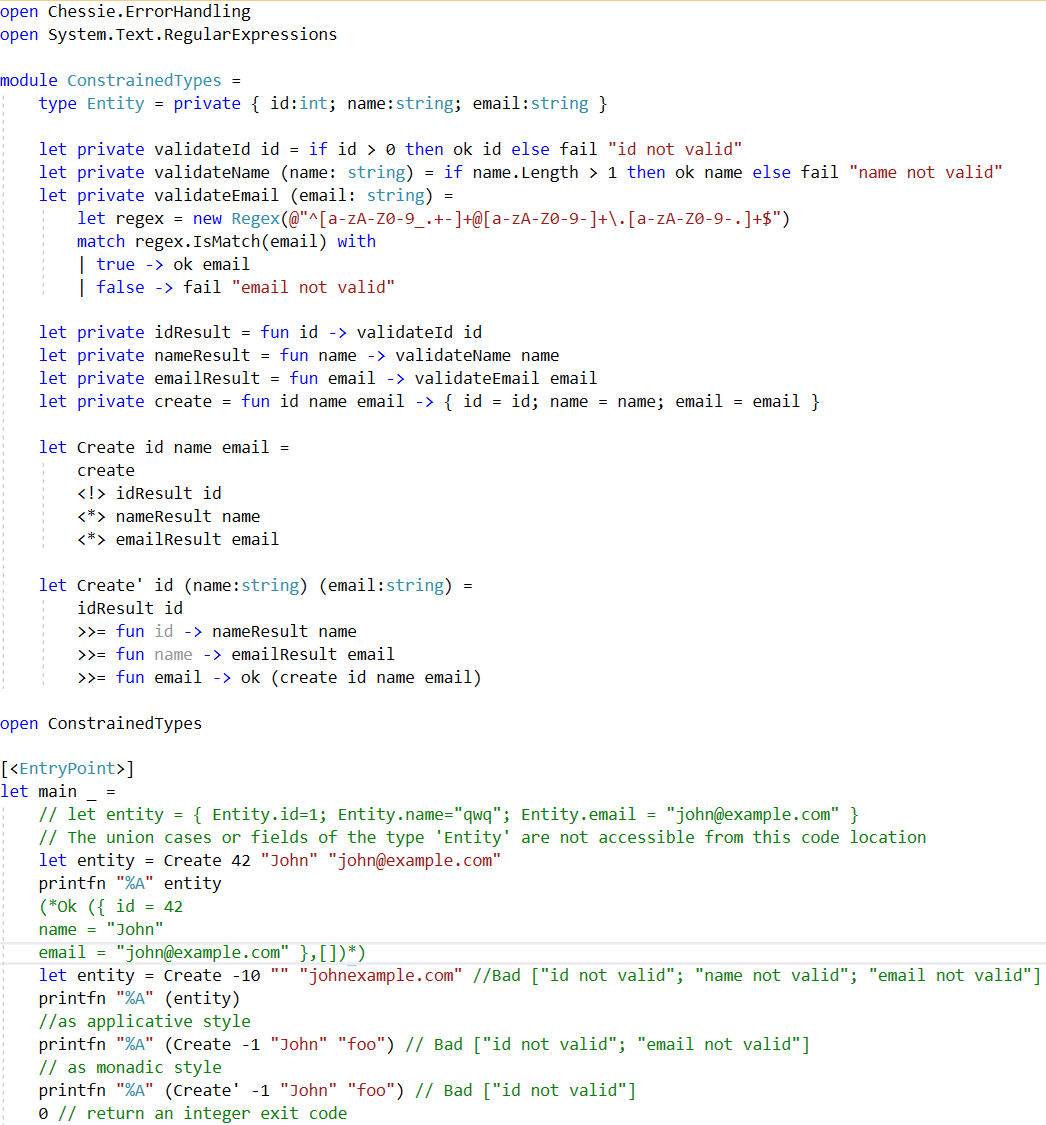 open Chessie.ErrorHandling
open System.Text.RegularExpressions

module ConstrainedTypes =
    type Entity = private { id:int; name:string; email:string }

    let private validateId id = if id > 0 then ok id else fail "id not valid"
    let private validateName (name: string) = if name.Length > 1 then ok name else fail "name not valid"
    let private validateEmail (email: string) =
        let regex = new Regex(@"^[a-zA-Z0-9_.+-]+@[a-zA-Z0-9-]+\.[a-zA-Z0-9-.]+$")
        match regex.IsMatch(email) with
        | true -> ok email
        | false -> fail "email not valid"

    let private idResult = fun id -> validateId id
    let private nameResult = fun name -> validateName name
    let private emailResult = fun email -> validateEmail email
    let private create = fun id name email -> { id = id; name = name; email = email }

    let Create id name email =
        create
        <!> idResult id
        <*> nameResult name
        <*> emailResult email

    let Create' id (name:string) (email:string) =
        idResult id
        >>= fun id -> nameResult name
        >>= fun name -> emailResult email
        >>= fun email -> ok (create id name email)

open ConstrainedTypes

[<EntryPoint>]
let main _ =
    // let entity = { Entity.id=1; Entity.name="qwq"; Entity.email = "john@example.com" }
    // The union cases or fields of the type 'Entity' are not accessible from this code location
    let entity = Create 42 "John" "john@example.com"
    printfn "%A" entity
    (*Ok ({ id = 42
    name = "John"
    email = "john@example.com" },[])*)
    let entity = Create -10 "" "johnexample.com" //Bad ["id not valid"; "name not valid"; "email not valid"]
    printfn "%A" (entity)
    //as applicative style
    printfn "%A" (Create -1 "John" "foo") // Bad ["id not valid"; "email not valid"]
    // as monadic style
    printfn "%A" (Create' -1 "John" "foo") // Bad ["id not valid"]
    0 // return an integer exit code